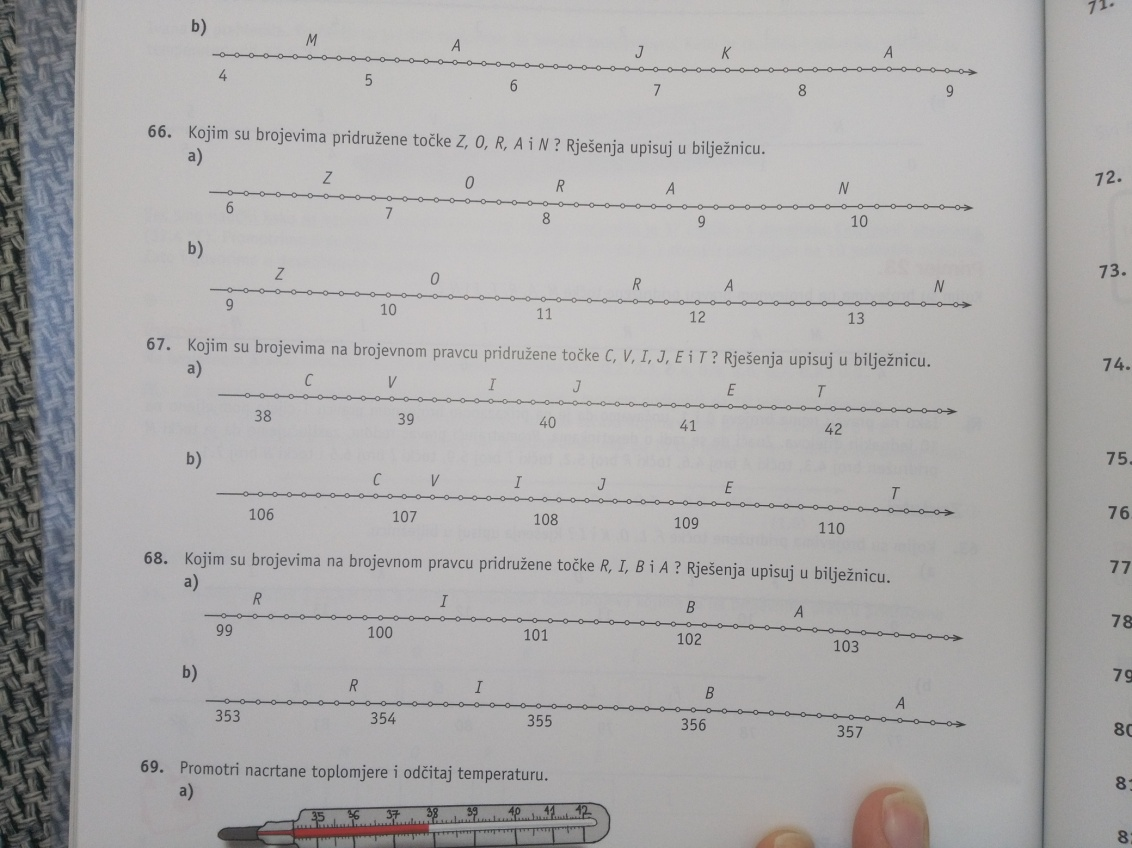 b)
M A J K A
4 5 6 7 8 9
66. Kojim su brojevima pridružene točke Z, O, R, A i N ? Rješenja upisuj u bilježnicu.
a)
Z O R A N
6 7 8 9 10
b)
Z O R A N
9 10 11 12 13
67. Kojim su brojevima na brojevnom pravcu pridružene točke C, V, I, J, E i T ? Rješenja upisuj u bilježnicu.
a)
C V I J E T
38 39 40 41 42
b)
C V I J E T
106 107 108 109 110
68. Kojim su brojevima na brojevnom pravcu pridružene točke R, I, B i A ? Rješenja upisuj u bilježnicu.
a)
R I B A
99 100 101 102 103
b)
R I B A
353 354 355 356 357
69. Promotri nacrtane toplomjere i odčitaj temperaturu.
a)
35 36 37 38 39 40 41 42
71.
72.
73.
74.
75.
76
77
78
79
80
8
8